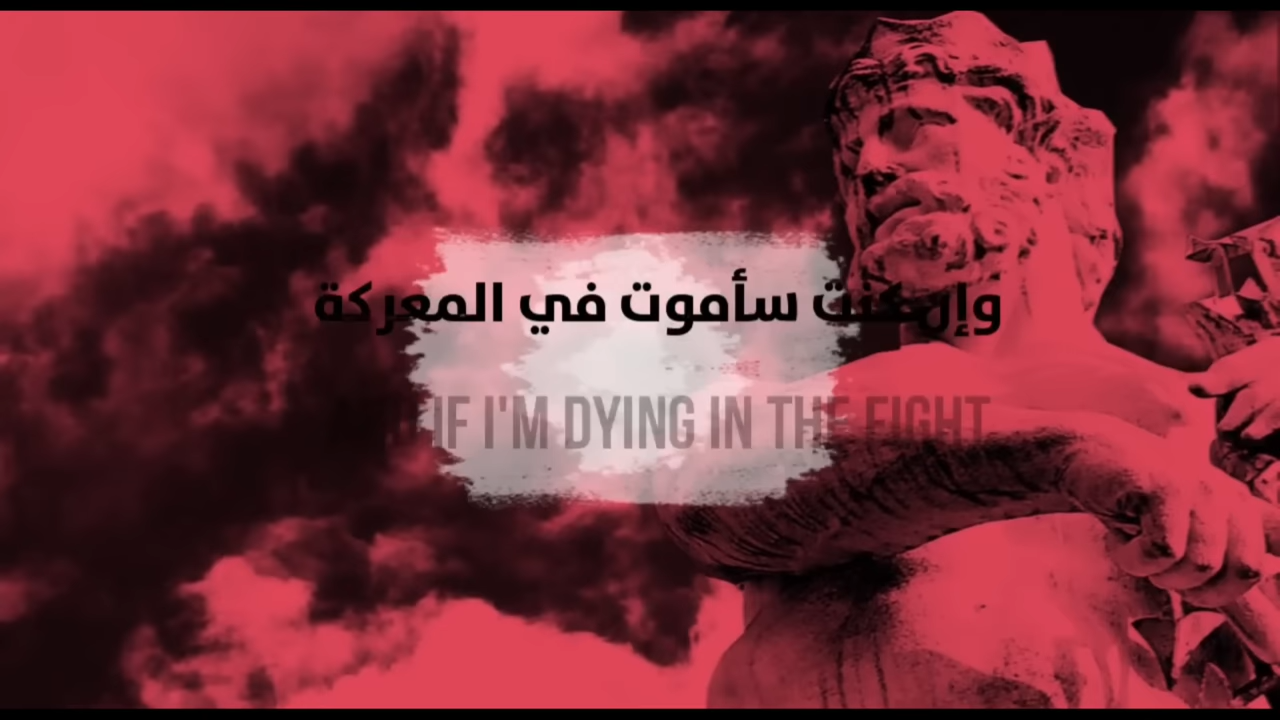 وإن كنت سأموت في المعركة
IF I'M DYING IN THE FIGHT